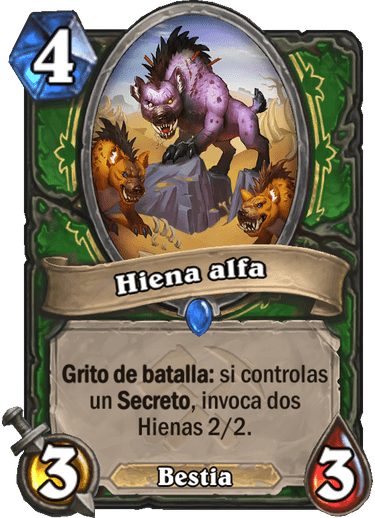 4
Hiena alfa
Grito de batalla: si controlas
un Secreto, invoca dos
Hienas 2/2.
3
Bestia
3